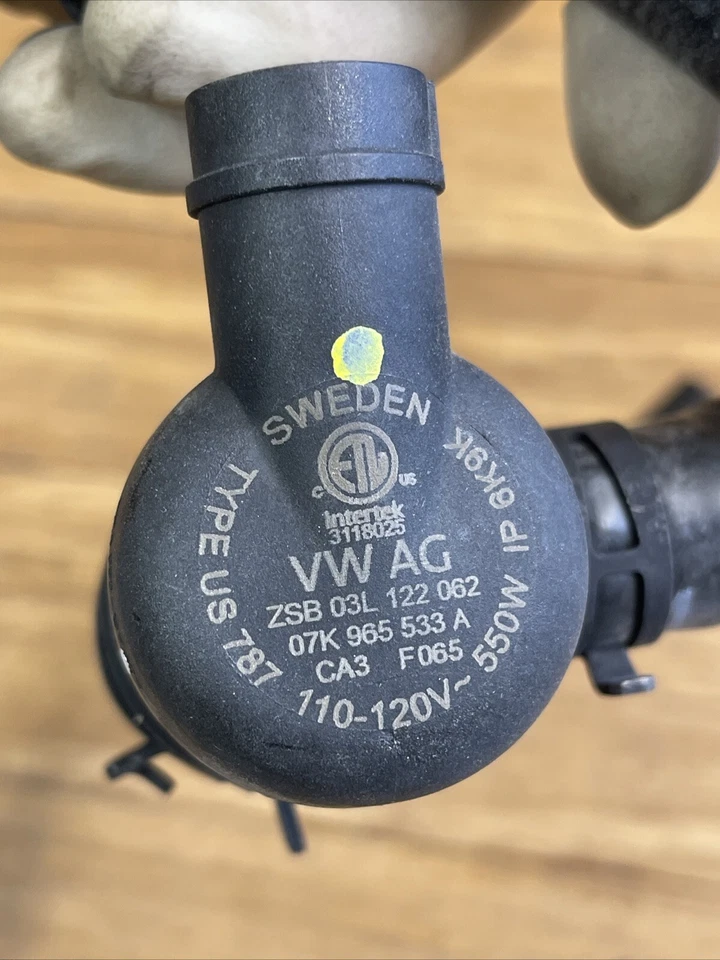 SWEDEN
ETL
C US
Intertek
3118025
VW AG
ZSB 03L 122 062
07K 965 533 A
CA3 F065
TYPE US 787 110-120V~ 550W IP 6K9K